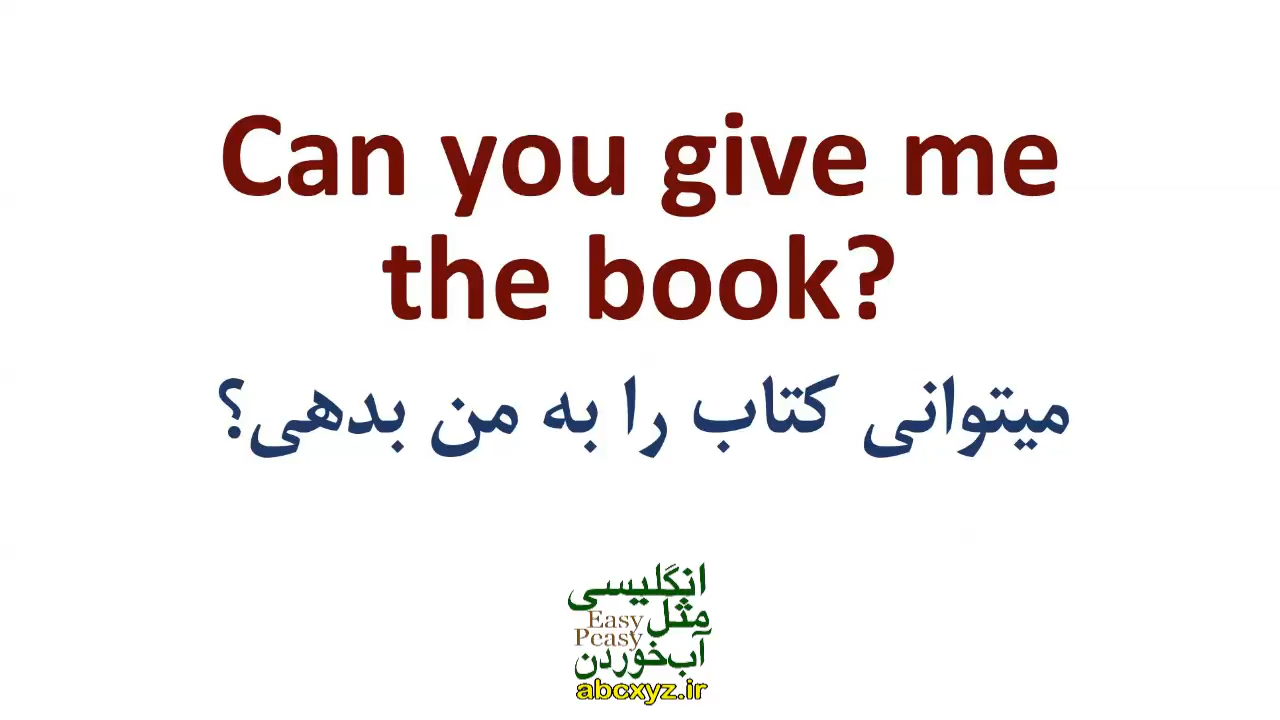 Can you give me
the book?
میتوانی کتاب را به من بدهی؟
انگلیسی
مثل
Easy
Peasy
آب‌خوردن
abcxyz.ir